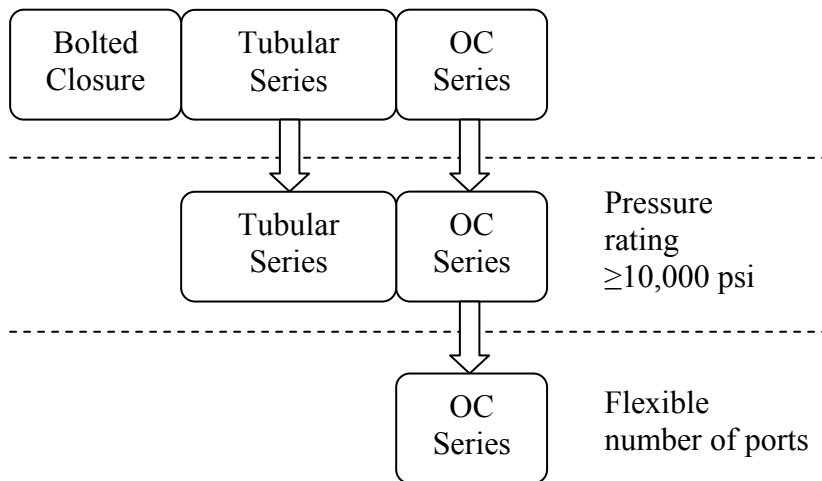 Bolted
Closure
Tubular
Series
OC
Series
Tubular
Series
OC
Series
Pressure
rating
≥10,000 psi
OC
Series
Flexible
number of ports